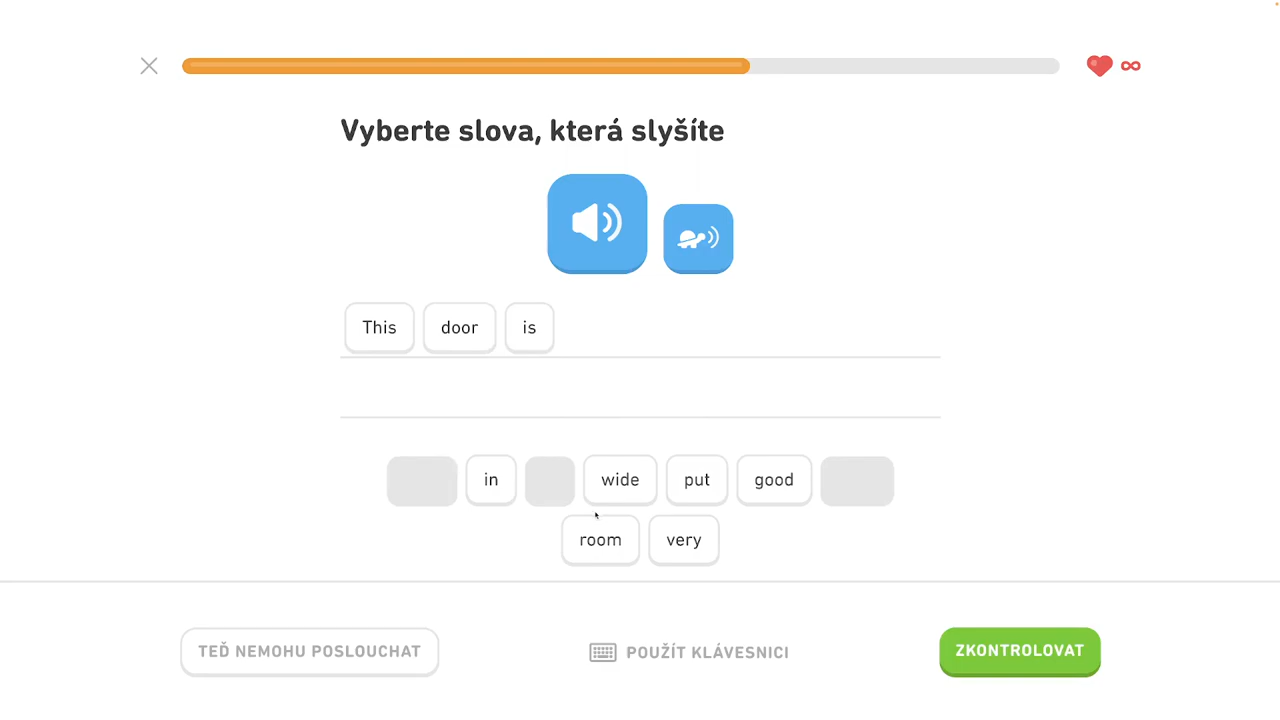 Vyberte slova, která slyšíte
This door is
in wide put good
room very
TEĎ NEMOHU POSLOUCHAT POUŽÍT KLÁVESNICI ZKONTROLOVAT